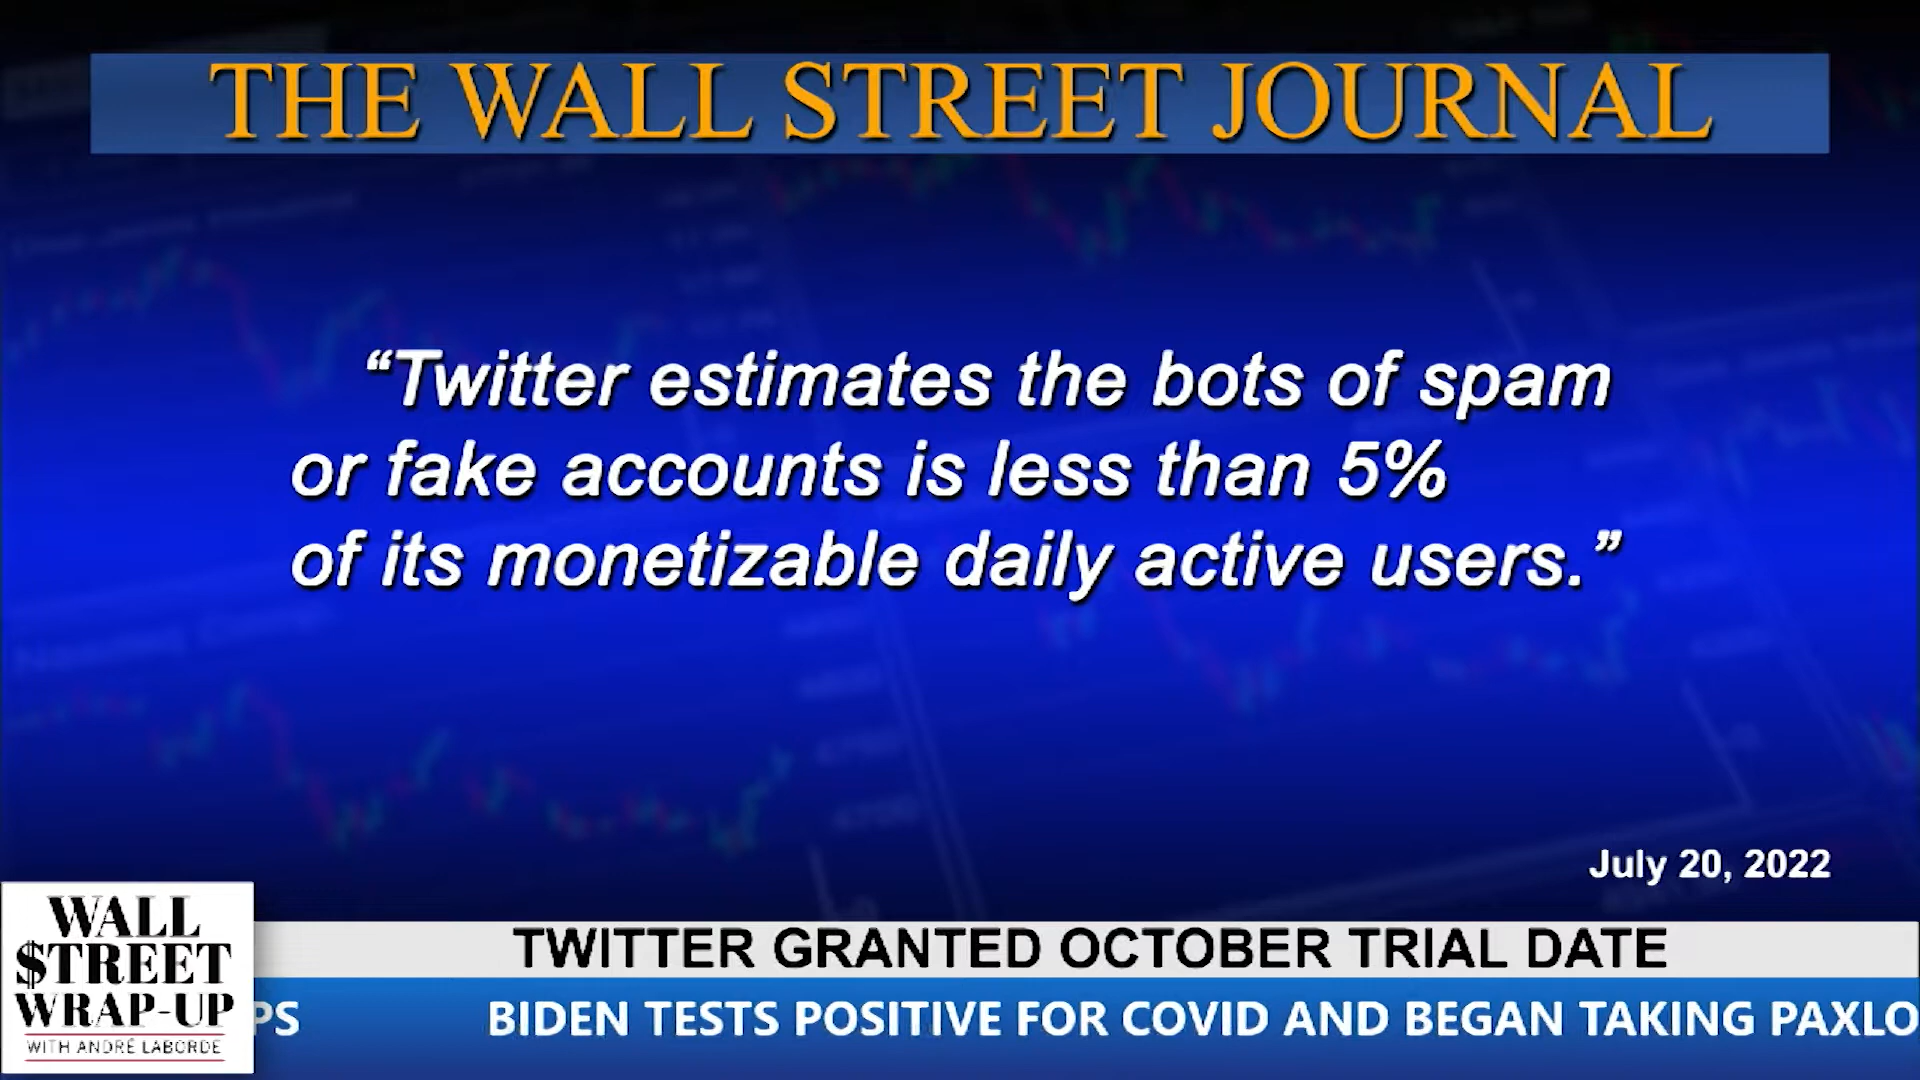 THE WALL STREET JOURNAL
“Twitter estimates the bots of spam
or fake accounts is less than 5%
of its monetizable daily active users.”
July 20, 2022
WALL
$TREET
WRAP-UP
WITH ANDRÉ LABORDE
TWITTER GRANTED OCTOBER TRIAL DATE
PS BIDEN TESTS POSITIVE FOR COVID AND BEGAN TAKING PAXLO